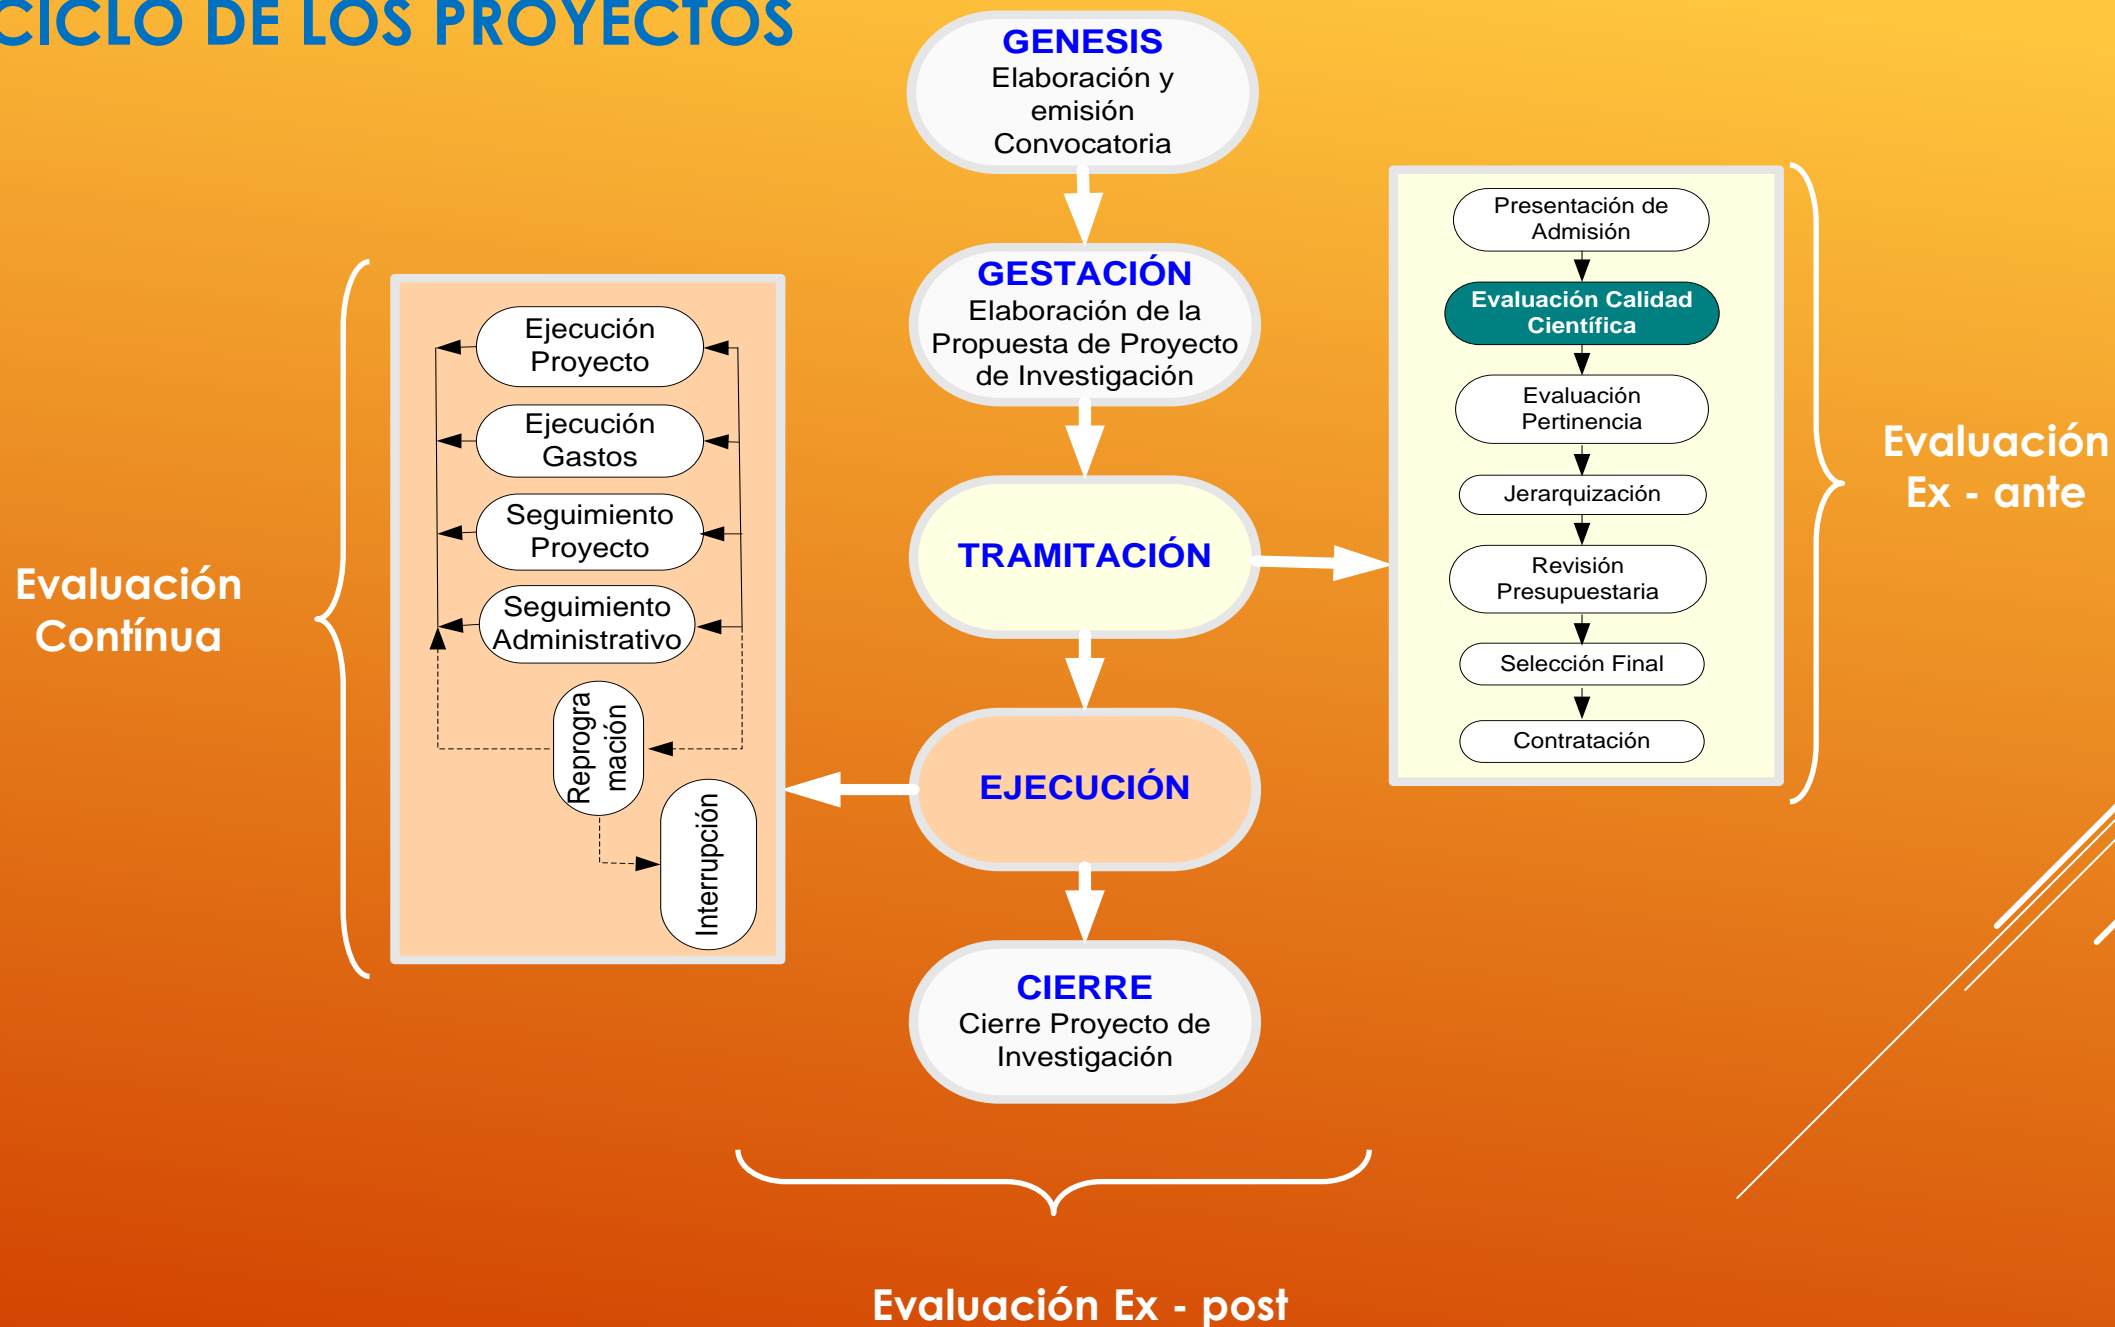 CICLO DE LOS PROYECTOS
GENESIS
Elaboración y
emisión
Convocatoria
GESTACIÓN
Elaboración de la
Propuesta de Proyecto
de Investigación
TRAMITACIÓN
EJECUCIÓN
CIERRE
Cierre Proyecto de
Investigación
Presentación de
Admisión
Evaluación Calidad
Científica
Evaluación
Pertinencia
Jerarquización
Revisión
Presupuestaria
Selección Final
Contratación
Evaluación
Ex - ante
Ejecución
Proyecto
Ejecución
Gastos
Seguimiento
Proyecto
Seguimiento
Administrativo
Reprogra
mación
Interrupción
Evaluación
Contínua
Evaluación Ex - post